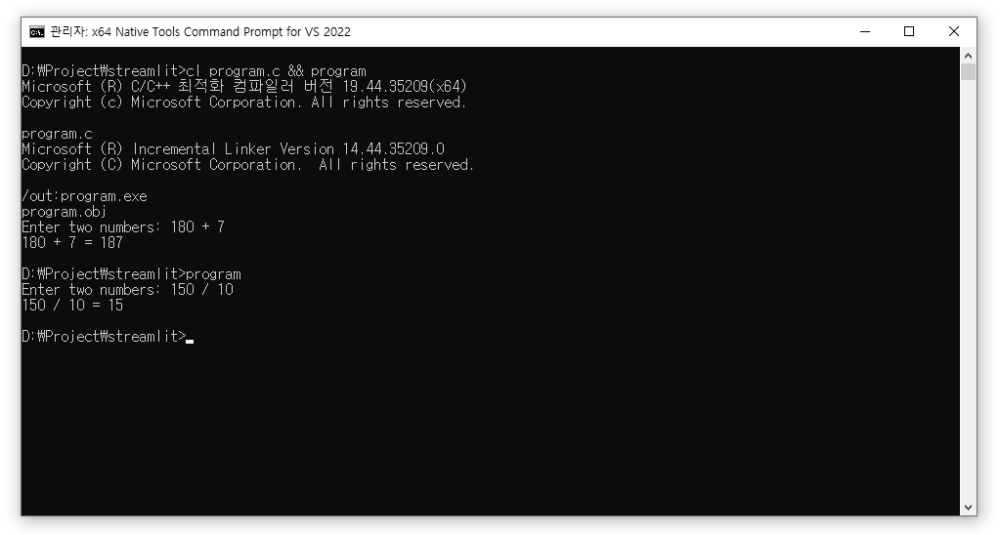 관리자: x64 Native Tools Command Prompt for VS 2022
D:\Project\streamlit>cl program.c && program
Microsoft (R) C/C++ 최적화 컴파일러 버전 19.44.35209(x64)
Copyright (c) Microsoft Corporation. All rights reserved.
program.c
Microsoft (R) Incremental Linker Version 14.44.35209.0
Copyright (C) Microsoft Corporation.  All rights reserved.
/out:program.exe
program.obj
Enter two numbers: 180 + 7
180 + 7 = 187
D:\Project\streamlit>program
Enter two numbers: 150 / 10
150 / 10 = 15
D:\Project\streamlit>